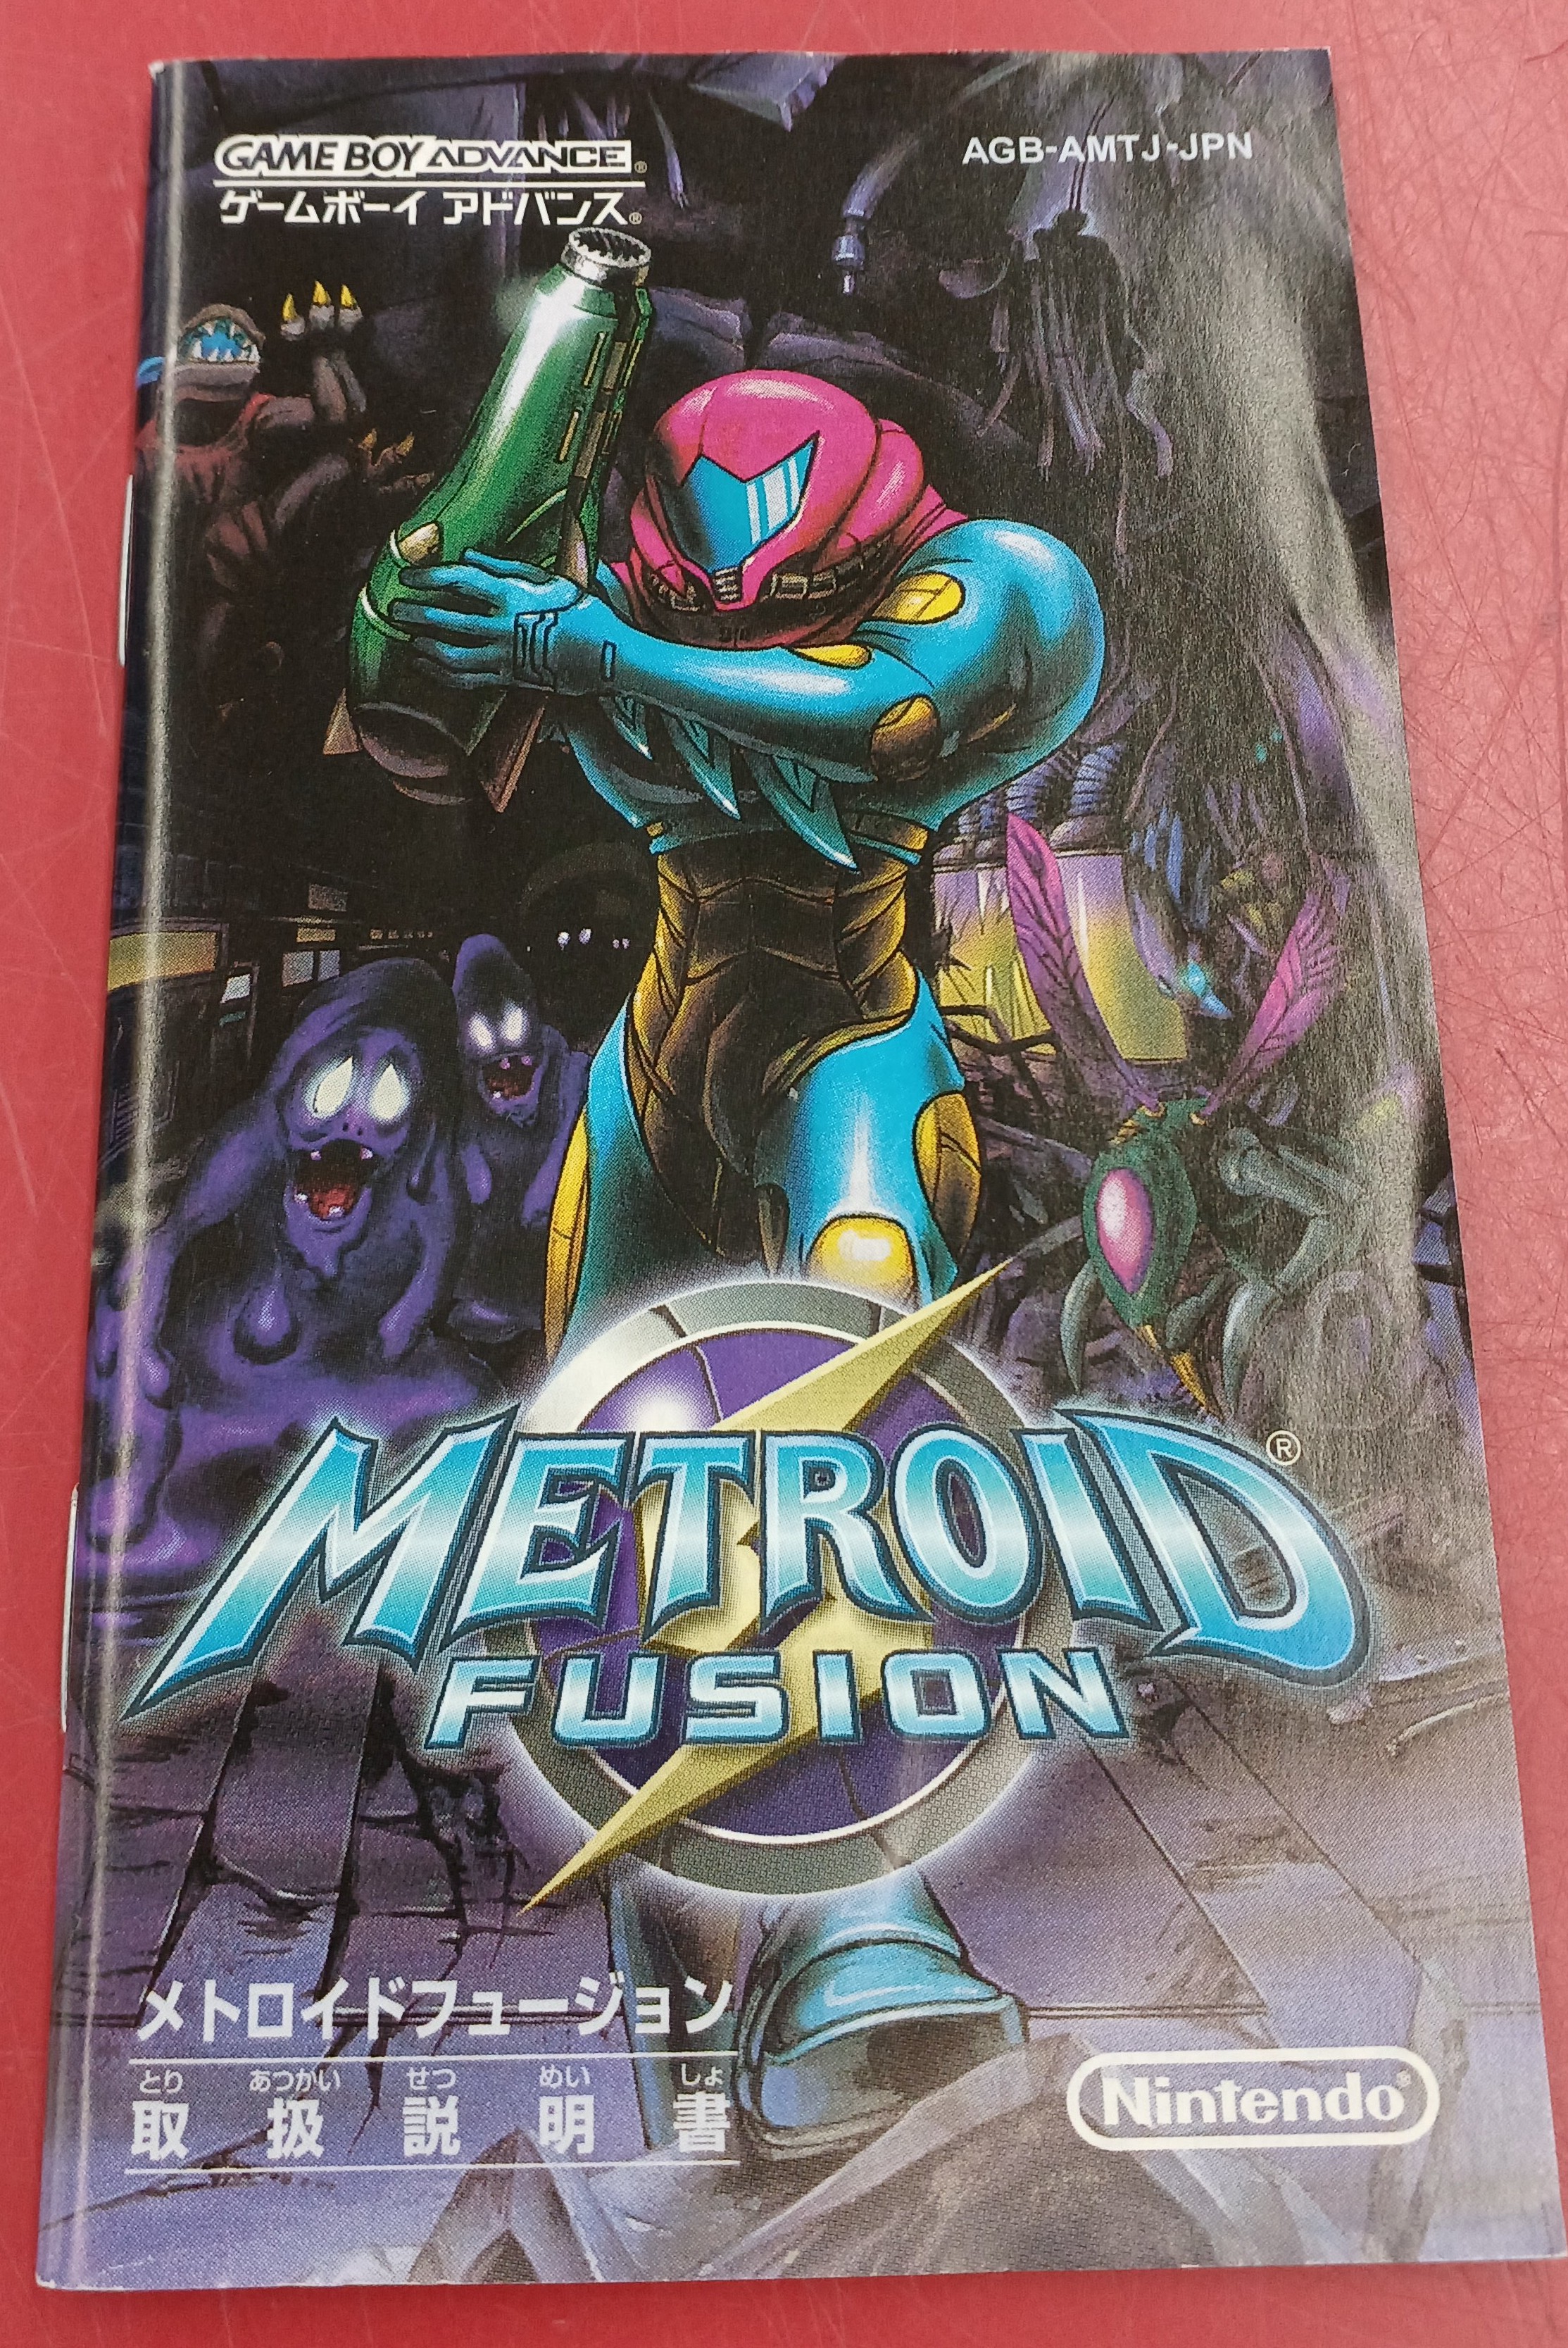 GAME BOY ADVANCE®
ゲームボーイ アドバンス®
AGB-AMTJ-JPN
METROID®
FUSION
メトロイドフュージョン
とり あつかい せつ めい しょ
取扱説明書
Nintendo®